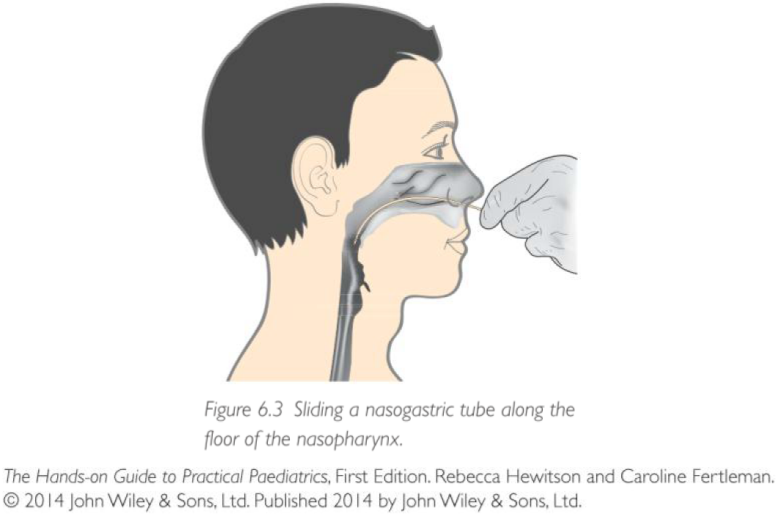 Figure 6.3 Sliding a nasogastric tube along the
floor of the nasopharynx.
The Hands-on Guide to Practical Paediatrics, First Edition. Rebecca Hewitson and Caroline Fertleman.
© 2014 John Wiley & Sons, Ltd. Published 2014 by John Wiley & Sons, Ltd.